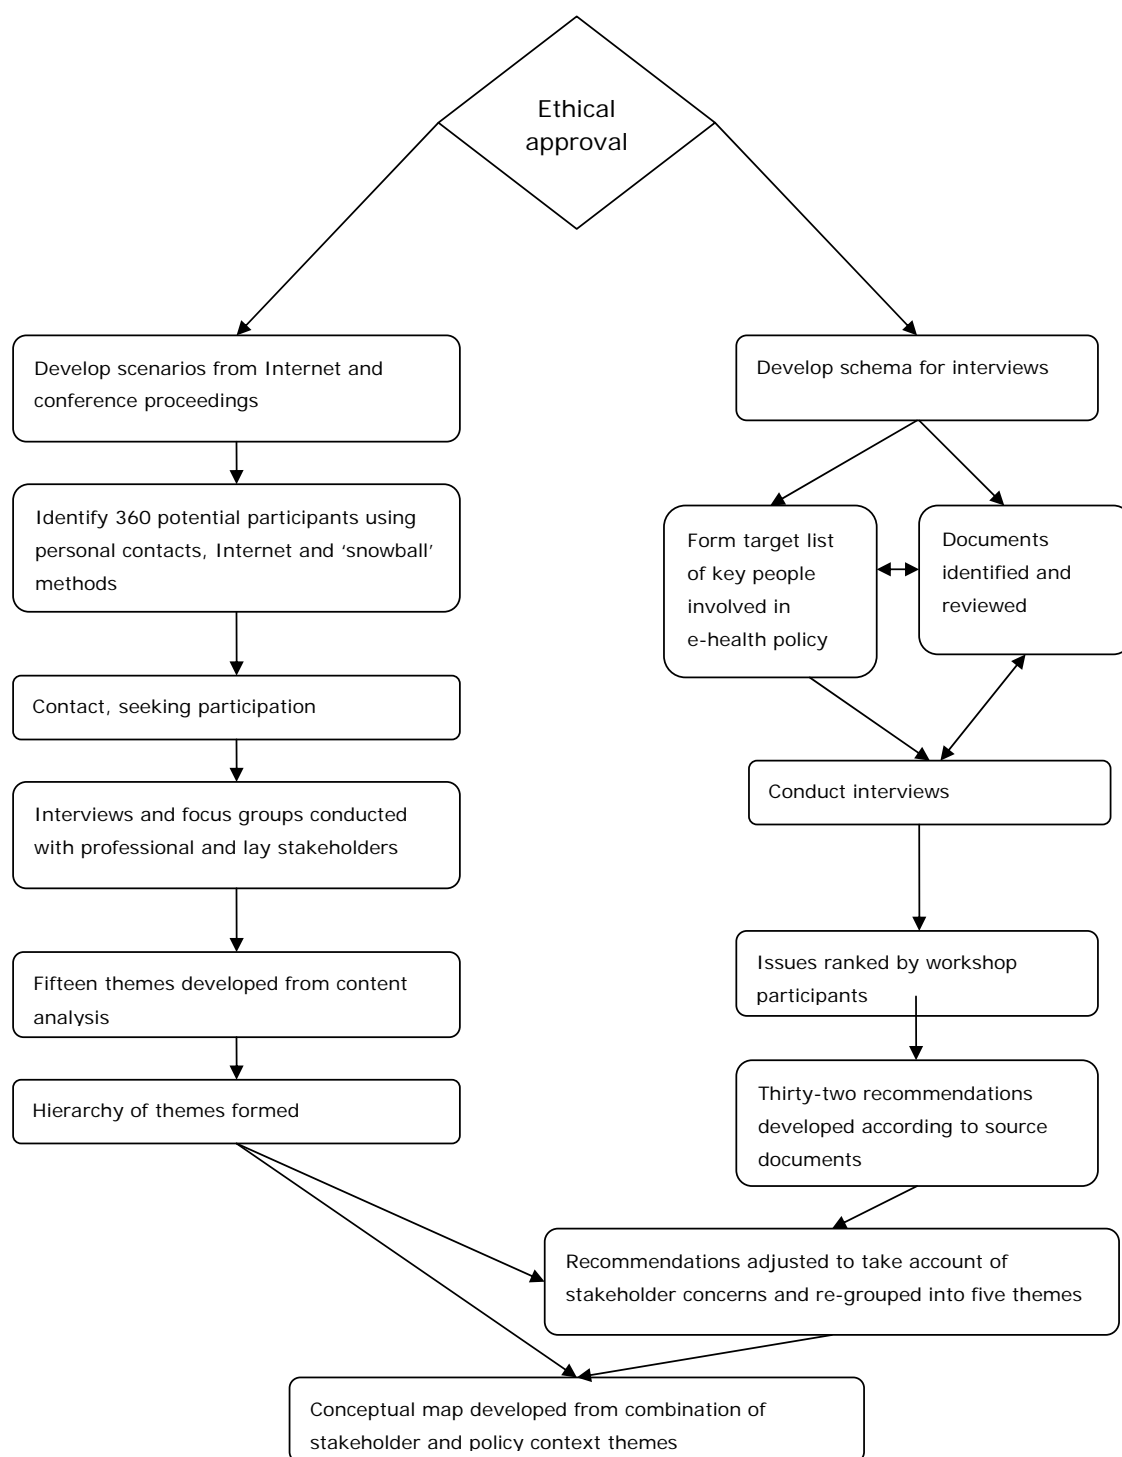 Ethical
approval
Develop scenarios from Internet and
conference proceedings
Identify 360 potential participants using
personal contacts, Internet and ‘snowball’
methods
Contact, seeking participation
Interviews and focus groups conducted
with professional and lay stakeholders
Fifteen themes developed from content
analysis
Hierarchy of themes formed
Develop schema for interviews
Form target list
of key people
involved in
e-health policy
Documents
identified and
reviewed
Conduct interviews
Issues ranked by workshop
participants
Thirty-two recommendations
developed according to source
documents
Recommendations adjusted to take account of
stakeholder concerns and re-grouped into five themes
Conceptual map developed from combination of
stakeholder and policy context themes